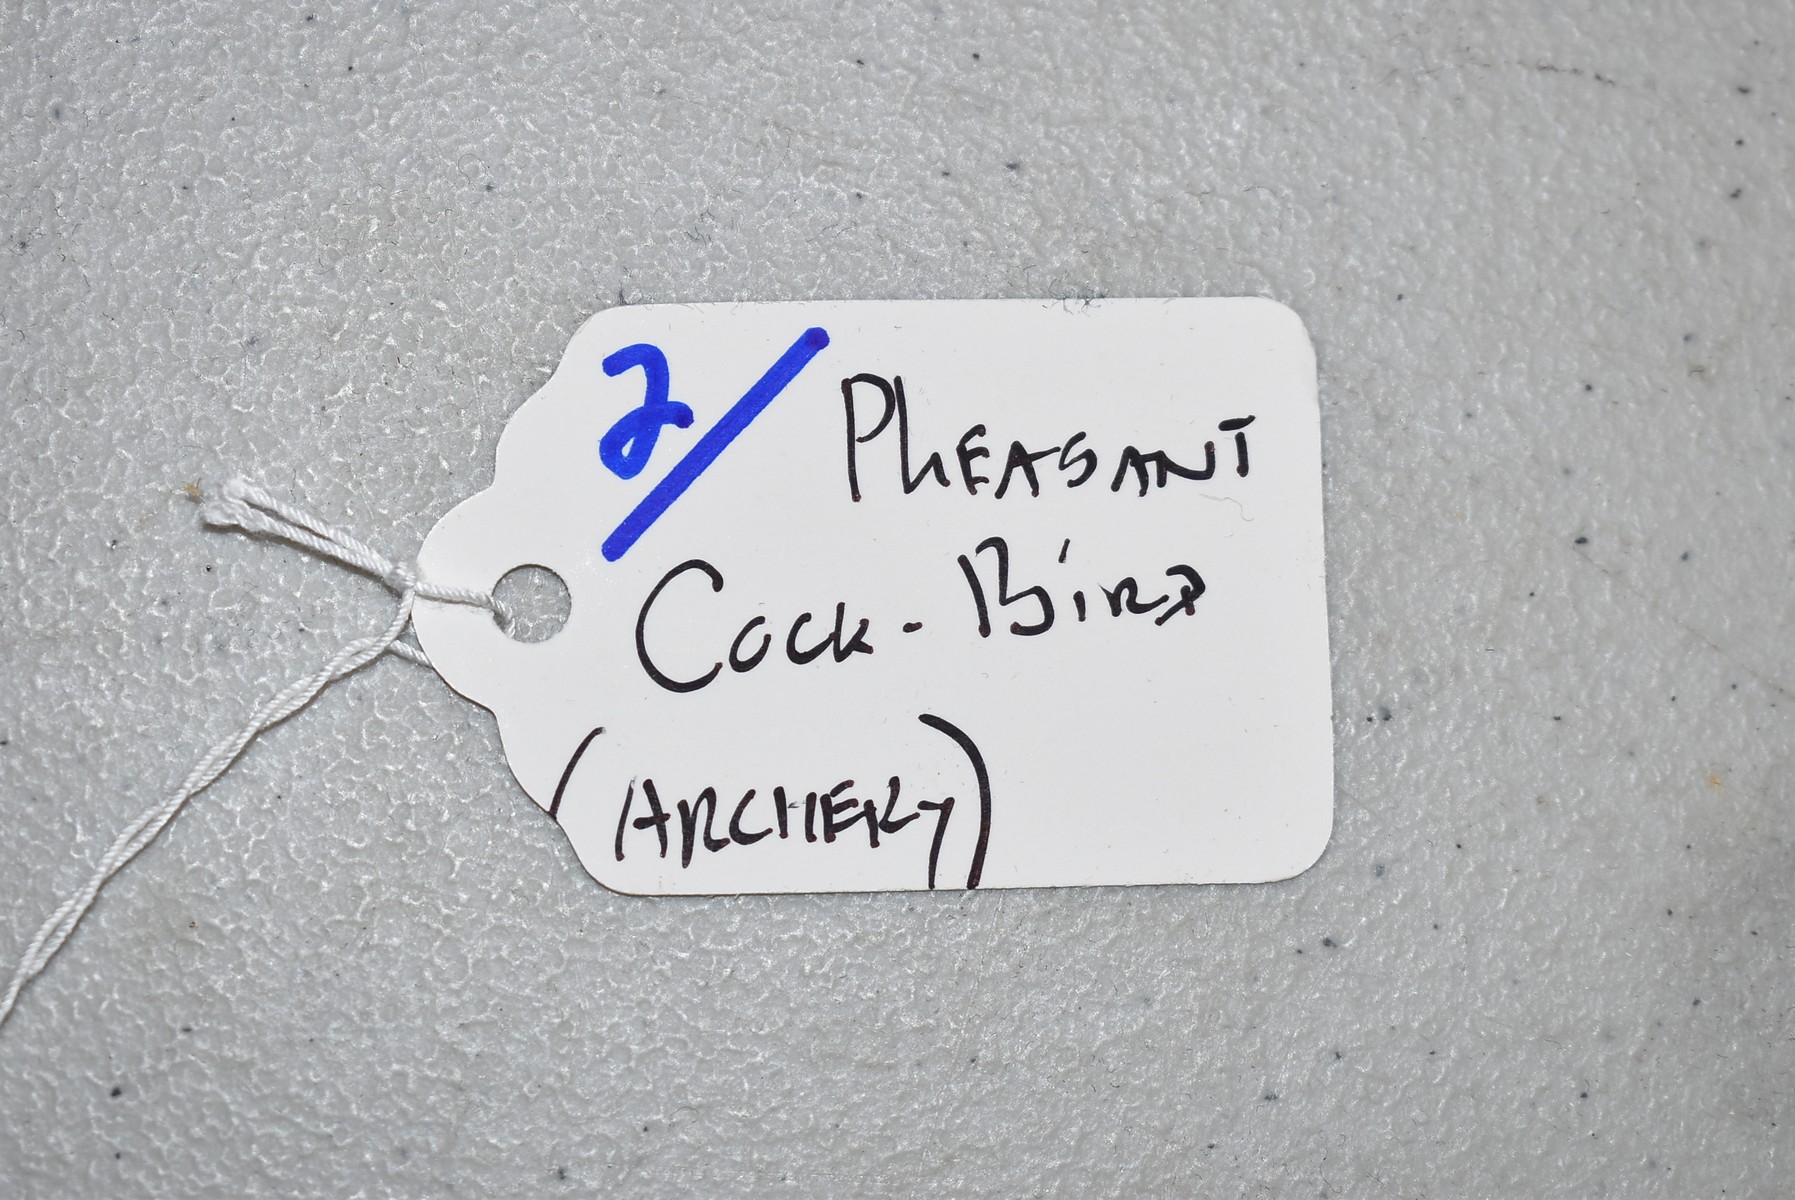 2/ PhEASANT
Cock-Bird
(ARCHERy)